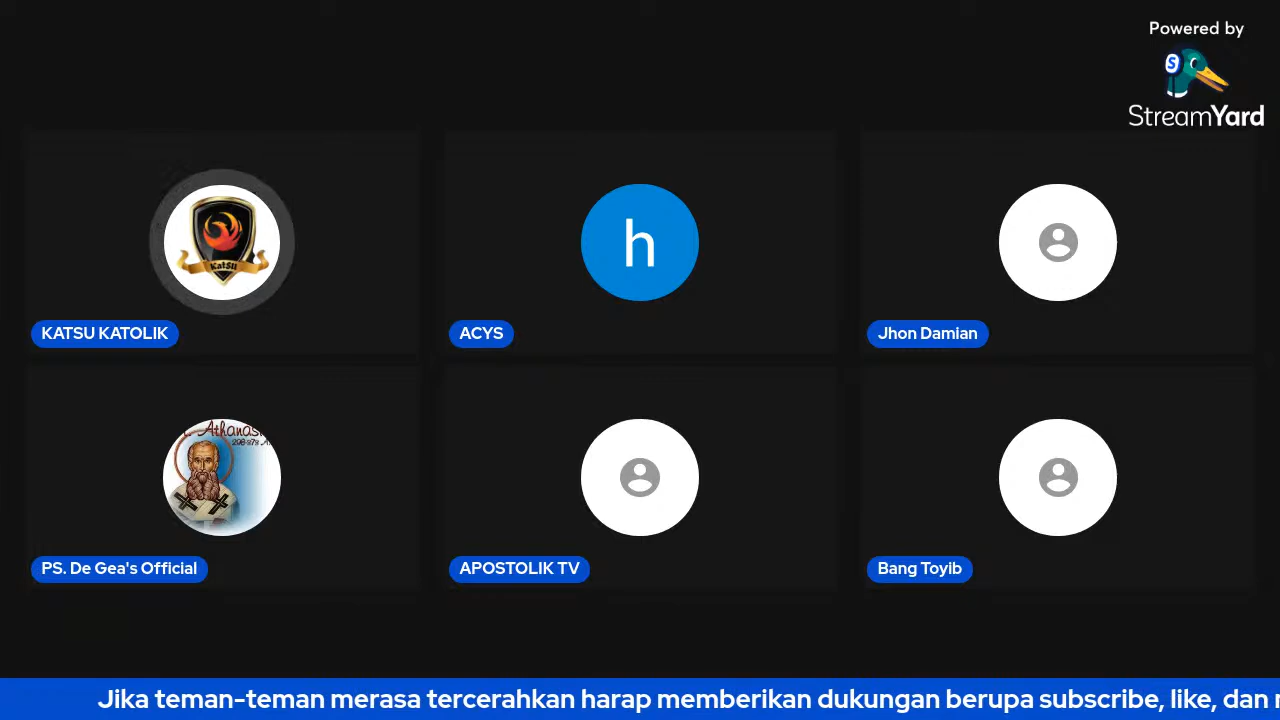 Powered by
S
StreamYard
KatSu
h
KATSU KATOLIK
ACYS
Jhon Damian
PS. De Gea's Official
APOSTOLIK TV
Bang Toyib
Jika teman-teman merasa tercerahkan harap memberikan dukungan berupa subscribe, like, dan